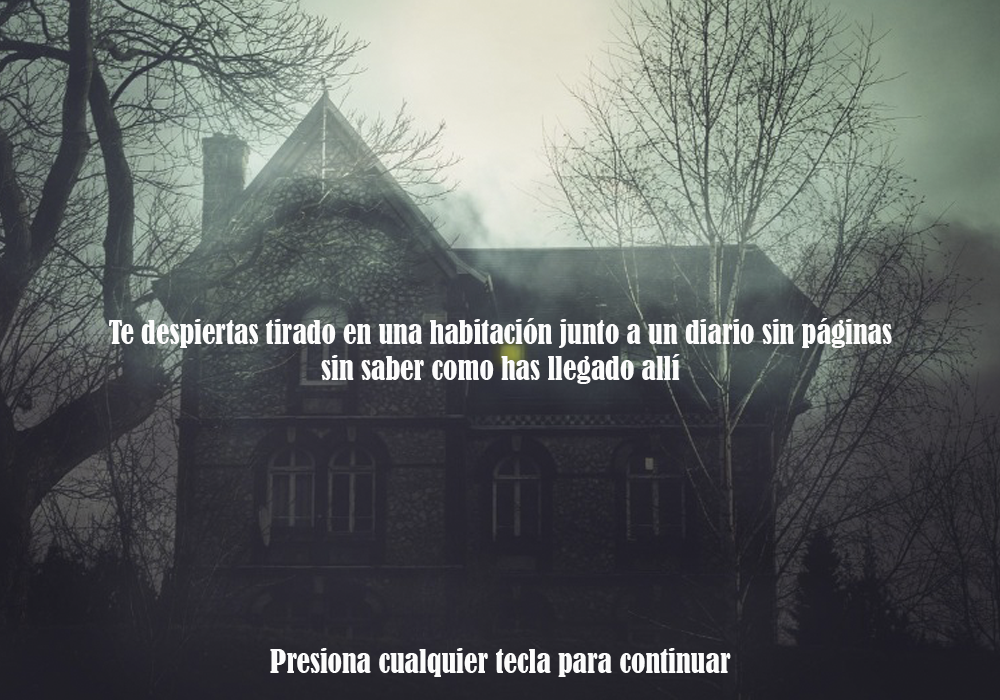 Te despiertas tirado en una habitación junto a un diario sin páginas
sin saber como has llegado allí
Presiona cualquier tecla para continuar